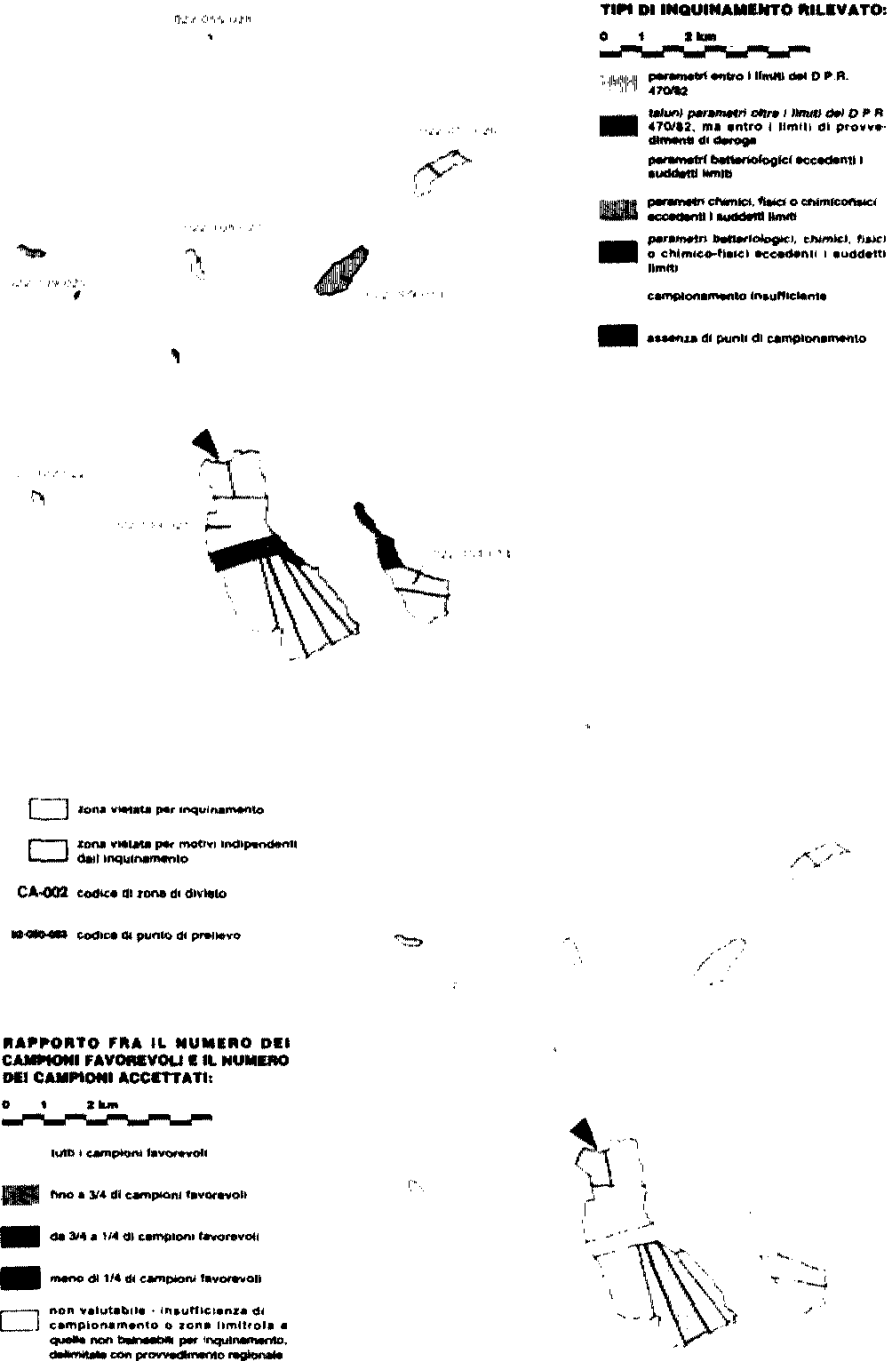 TIPI DI INQUINAMENTO RILEVATO:
0 1 2 km
parametri entro i limiti del D.P.R.
470/82
taluni parametri oltre i limiti del D.P.R.
470/82, ma entro i limiti di provve-
dimenti di deroga
parametri batteriologici eccedenti i
suddetti limiti
parametri chimici, fisici o chimicofisici
eccedenti i suddetti limiti
parametri batteriologici, chimici, fisici
o chimico-fisici eccedenti i suddetti
limiti
campionamento insufficiente
assenza di punti di campionamento
zona vietata per inquinamento
zona vietata per motivi indipendenti
dall'inquinamento
CA-002 codice di zona di divieto
codice di punto di prelievo
RAPPORTO FRA IL NUMERO DEI
CAMPIONI FAVOREVOLI E IL NUMERO
DEI CAMPIONI ACCETTATI:
0 1 2 km
tutti i campioni favorevoli
fino a 3/4 di campioni favorevoli
da 3/4 a 1/4 di campioni favorevoli
meno di 1/4 di campioni favorevoli
non valutabile - insufficienza di
campionamento o zona limitrofa a
quelle non balneabili per inquinamento,
delimitate con provvedimento regionale